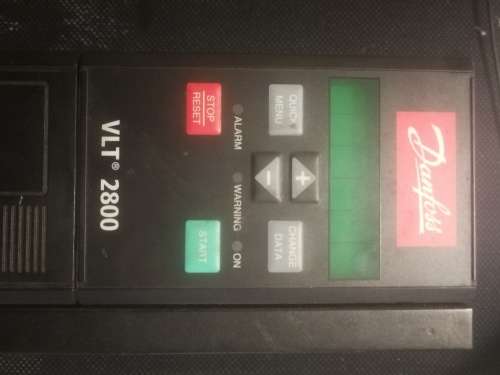 Danfoss
QUICK MENU
CHANGE DATA
+
-
STOP
RESET
START
ALARM
WARNING
ON
VLT® 2800